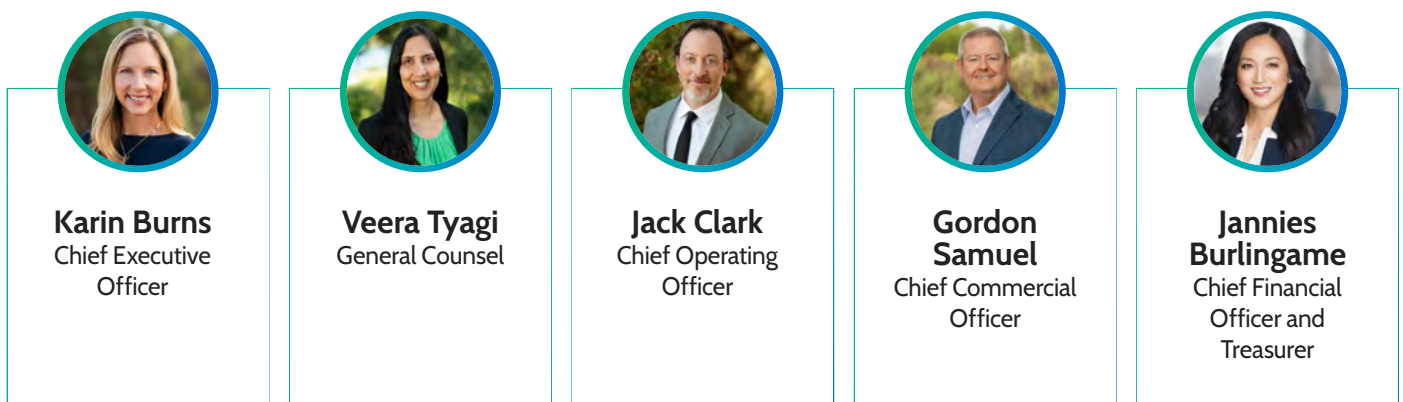 Karin Burns
Chief Executive
Officer
Veera Tyagi
General Counsel
Jack Clark
Chief Operating
Officer
Gordon
Samuel
Chief Commercial
Officer
Jannies
Burlingame
Chief Financial
Officer and
Treasurer